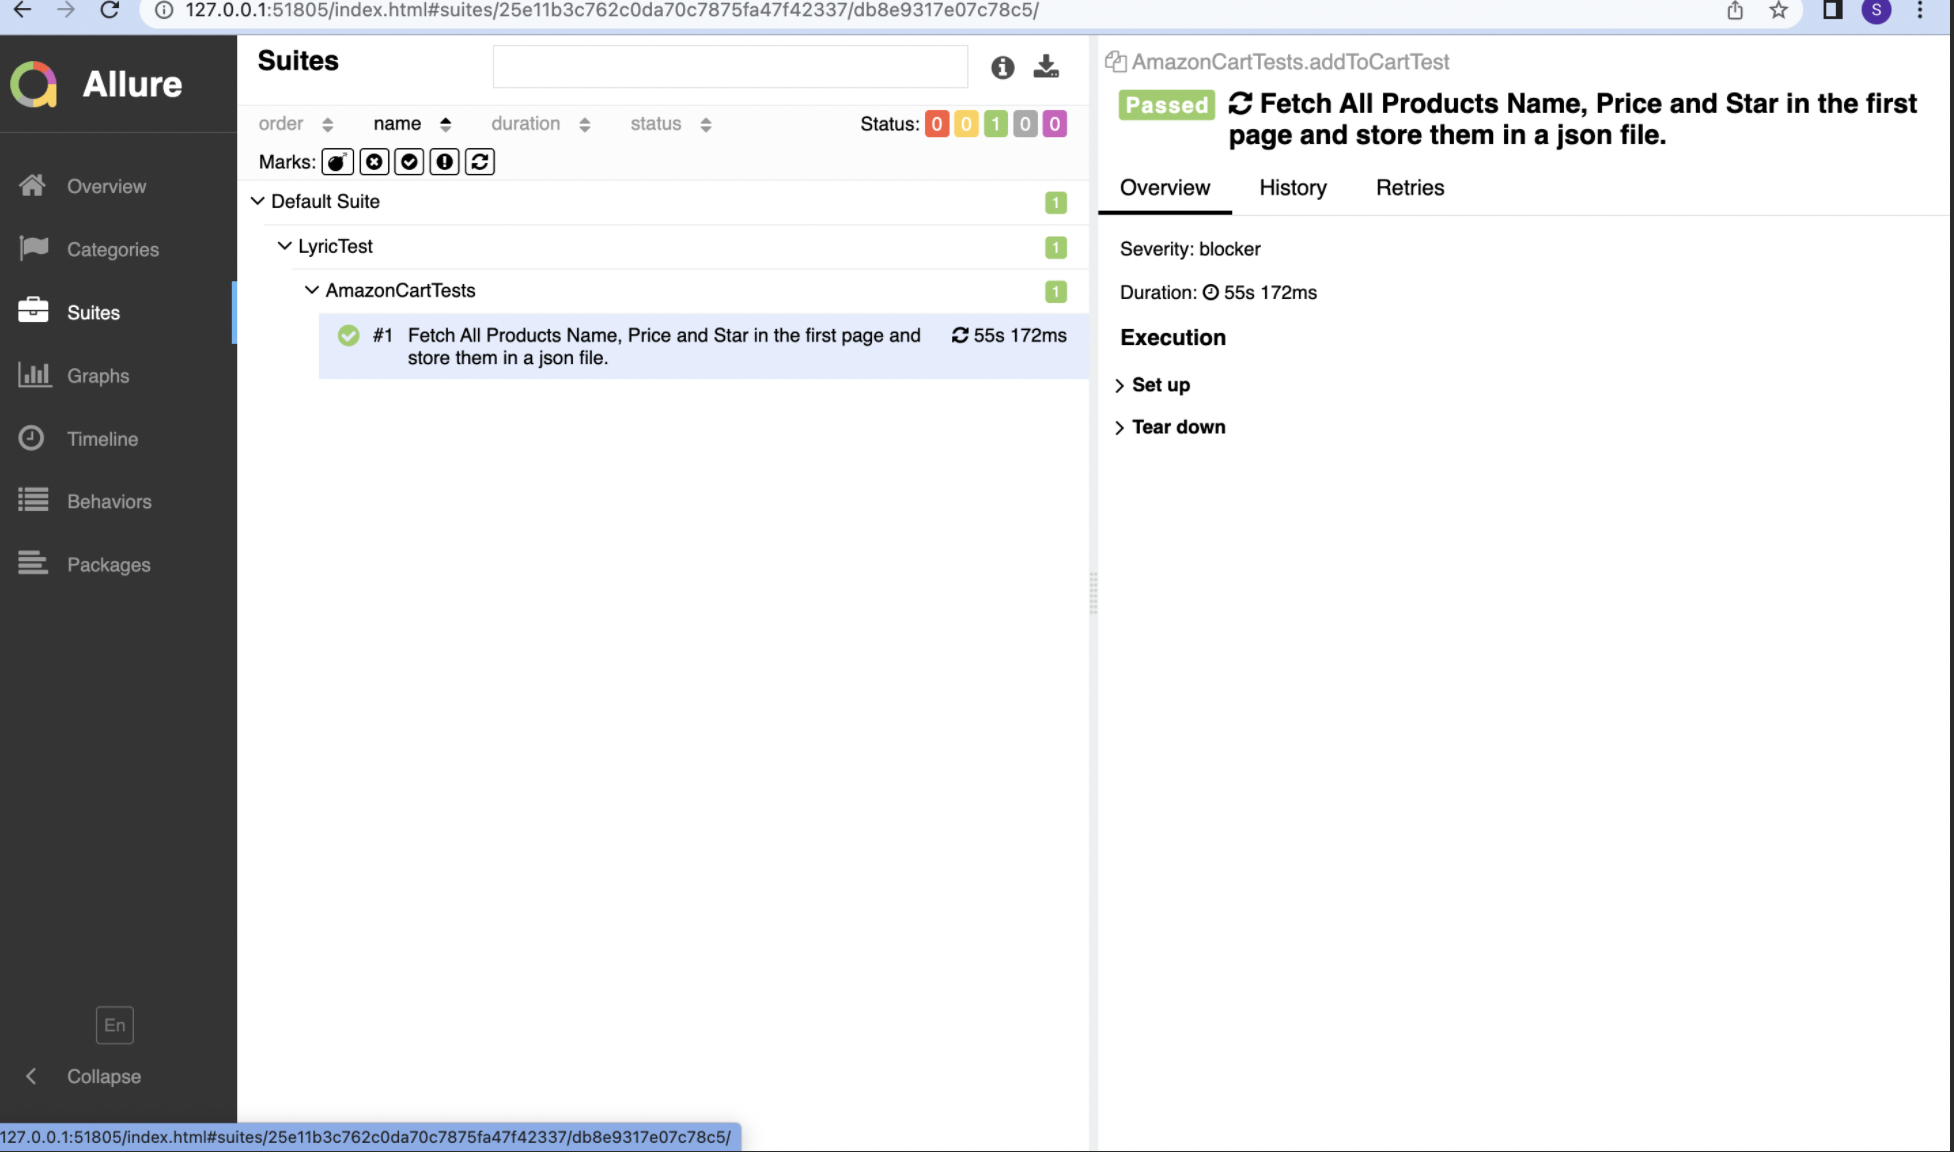 127.0.0.1:51805/index.html#suites/25e11b3c762c0da70c7875fa47f42337/db8e9317e07c78c5/
S
Allure
Overview
Categories
Suites
Graphs
Timeline
Behaviors
Packages
En
Collapse
Suites
order name duration status Status: 0 0 1 0 0
Marks:
Default Suite 1
LyricTest 1
AmazonCartTests 1
#1 Fetch All Products Name, Price and Star in the first page and 55s 172ms
store them in a json file.
AmazonCartTests.addToCartTest
Passed Fetch All Products Name, Price and Star in the first
page and store them in a json file.
Overview History Retries
Severity: blocker
Duration: 55s 172ms
Execution
Set up
Tear down
127.0.0.1:51805/index.html#suites/25e11b3c762c0da70c7875fa47f42337/db8e9317e07c78c5/